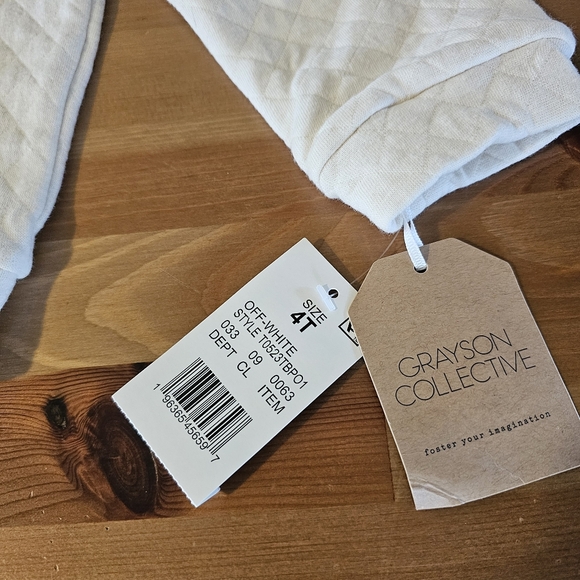 SIZE
4T
OFF-WHITE
STYLE T0523TBPO1
033 09 0063
DEPT CL ITEM
1 96365 45659 7
GRAYSON
COLLECTIVE
foster your imagination